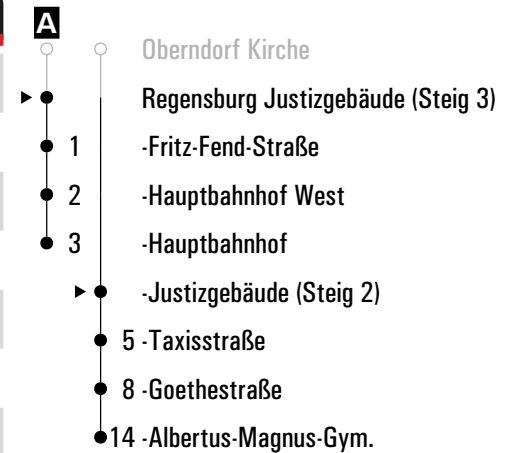 A
Oberndorf Kirche
Regensburg Justizgebäude (Steig 3)
1 -Fritz-Fend-Straße
2 -Hauptbahnhof West
3 -Hauptbahnhof
-Justizgebäude (Steig 2)
5 -Taxisstraße
8 -Goethestraße
14 -Albertus-Magnus-Gym.